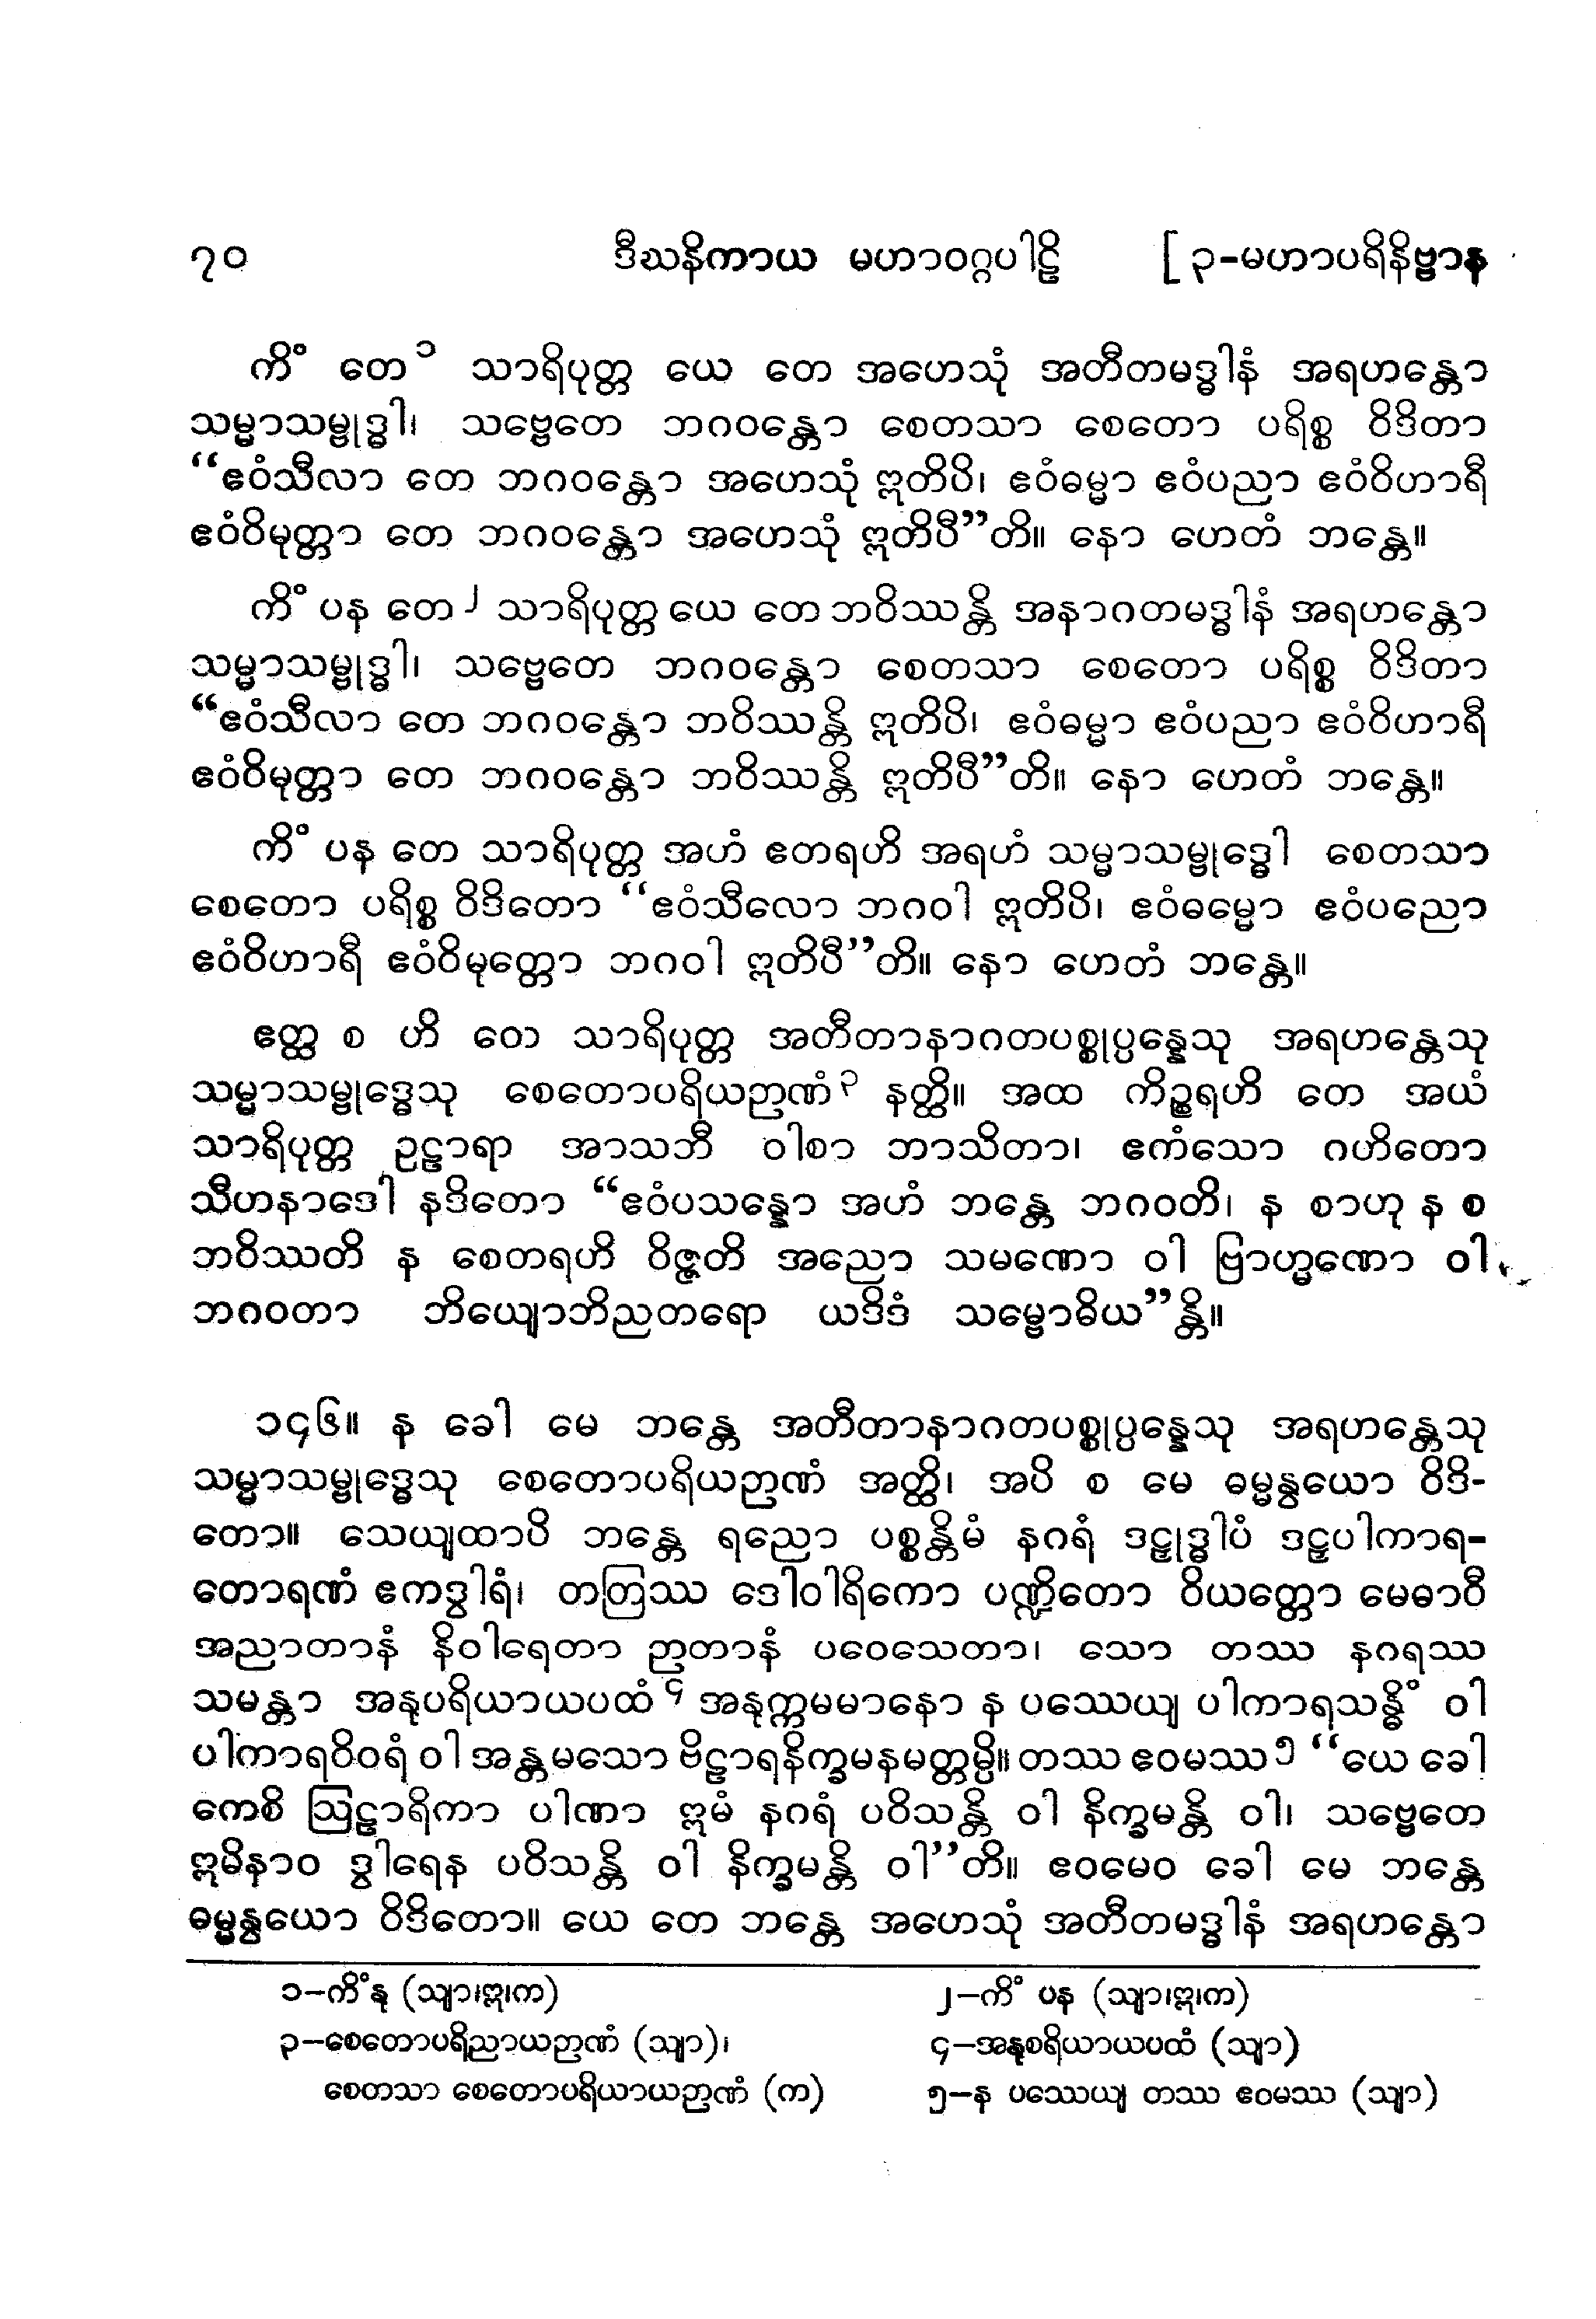 ၇၀ ဒီဃနိကာယ မဟာဝဂ္ဂပါဠိ [ ၃-မဟာပရိနိဗ္ဗာန
ကိံ တေ ၁ သာရိပုတ္တ ယေ တေ အဟေသုံ အတီတမဒ္ဓါနံ အရဟန္တော
သမ္မာသမ္ဗုဒ္ဓါ၊ သဗ္ဗေတေ ဘဂဝန္တော စေတသာ စေတော ပရိစ္စ ဝိဒိတာ
“ဧဝံသီလာ တေ ဘဂဝန္တော အဟေသုံ ဣတိပိ၊ ဧဝံဓမ္မာ ဧဝံပညာ ဧဝံဝိဟာရီ
ဧဝံဝိမုတ္တာ တေ ဘဂဝန္တော အဟေသုံ ဣတိပီ”တိ။ နော ဟေတံ ဘန္တေ။
ကိံ ပန တေ ၂ သာရိပုတ္တ ယေ တေ ဘဝိဿန္တိ အနာဂတမဒ္ဓါနံ အရဟန္တော
သမ္မာသမ္ဗုဒ္ဓါ၊ သဗ္ဗေတေ ဘဂဝန္တော စေတသာ စေတော ပရိစ္စ ဝိဒိတာ
“ဧဝံသီလာ တေ ဘဂဝန္တော ဘဝိဿန္တိ ဣတိပိ၊ ဧဝံဓမ္မာ ဧဝံပညာ ဧဝံဝိဟာရီ
ဧဝံဝိမုတ္တာ တေ ဘဂဝန္တော ဘဝိဿန္တိ ဣတိပီ”တိ။ နော ဟေတံ ဘန္တေ။
ကိံ ပန တေ သာရိပုတ္တ အဟံ ဧတရဟိ အရဟံ သမ္မာသမ္ဗုဒ္ဓေါ စေတသာ
စေတော ပရိစ္စ ဝိဒိတော “ဧဝံသီလော ဘဂဝါ ဣတိပိ၊ ဧဝံဓမ္မော ဧဝံပညော
ဧဝံဝိဟာရီ ဧဝံဝိမုတ္တော ဘဂဝါ ဣတိပီ”တိ။ နော ဟေတံ ဘန္တေ။
ဧတ္ထ စ ဟိ တေ သာရိပုတ္တ အတီတာနာဂတပစ္စုပ္ပန္နေသု အရဟန္တေသု
သမ္မာသမ္ဗုဒ္ဓေသု စေတောပရိယဉာဏံ ၃ နတ္ထိ။ အထ ကိဉ္စရဟိ တေ အယံ
သာရိပုတ္တ ဥဠာရာ အာသဘီ ဝါစာ ဘာသိတာ၊ ဧကံသော ဂဟိတော
သီဟနာဒေါ နဒိတော “ဧဝံပသန္နော အဟံ ဘန္တေ ဘဂဝတိ၊ န စာဟု န စ
ဘဝိဿတိ န စေတရဟိ ဝိဇ္ဇတိ အညော သမဏော ဝါ ဗြာဟ္မဏော ဝါ
ဘဂဝတာ ဘိယျောဘိညတရော ယဒိဒံ သမ္ဗောဓိယ”န္တိ။
၁၄၆။ န ခေါ မေ ဘန္တေ အတီတာနာဂတပစ္စုပ္ပန္နေသု အရဟန္တေသု
သမ္မာသမ္ဗုဒ္ဓေသု စေတောပရိယဉာဏံ အတ္ထိ၊ အပိ စ မေ ဓမ္မန္ဝယော ဝိဒိ-
တော။ သေယျထာပိ ဘန္တေ ရညော ပစ္စန္တိမံ နဂရံ ဒဠှုဒ္ဓါပံ ဒဠှပါကာရ-
တောရဏံ ဧကဒွါရံ၊ တတြဿ ဒေါဝါရိကော ပဏ္ဍိတော ဝိယတ္တော မေဓာဝီ
အညာတာနံ နိဝါရေတာ ဉာတာနံ ပဝေသေတာ၊ သော တဿ နဂရဿ
သမန္တာ အနုပရိယာယပထံ ၄ အနုက္ကမမာနော န ပဿေယျ ပါကာရသန္ဓိံ ဝါ
ပါကာရဝိဝရံ ဝါ အန္တမသော ဗိဠာရနိက္ခမနမတ္တမ္ပိ။ တဿ ဧဝမဿ ၅ “ယေ ခေါ
ကေစိ ဩဠာရိကာ ပါဏာ ဣမံ နဂရံ ပဝိသန္တိ ဝါ နိက္ခမန္တိ ဝါ၊ သဗ္ဗေတေ
ဣမိနာဝ ဒွါရေန ပဝိသန္တိ ဝါ နိက္ခမန္တိ ဝါ”တိ။ ဧဝမေဝ ခေါ မေ ဘန္တေ
ဓမ္မန္ဝယော ဝိဒိတော။ ယေ တေ ဘန္တေ အဟေသုံ အတီတမဒ္ဓါနံ အရဟန္တော
၁–ကိံနု (သျာ၊ဣ၊က) ၂–ကိံ ပန (သျာ၊ဣ၊က)
၃–စေတောပရိညာယဉာဏံ (သျာ)၊ ၄–အနုစရိယာယပထံ (သျာ)
စေတသာ စေတောပရိယာယဉာဏံ (က) ၅–န ပဿေယျ တဿ ဧဝမဿ (သျာ)